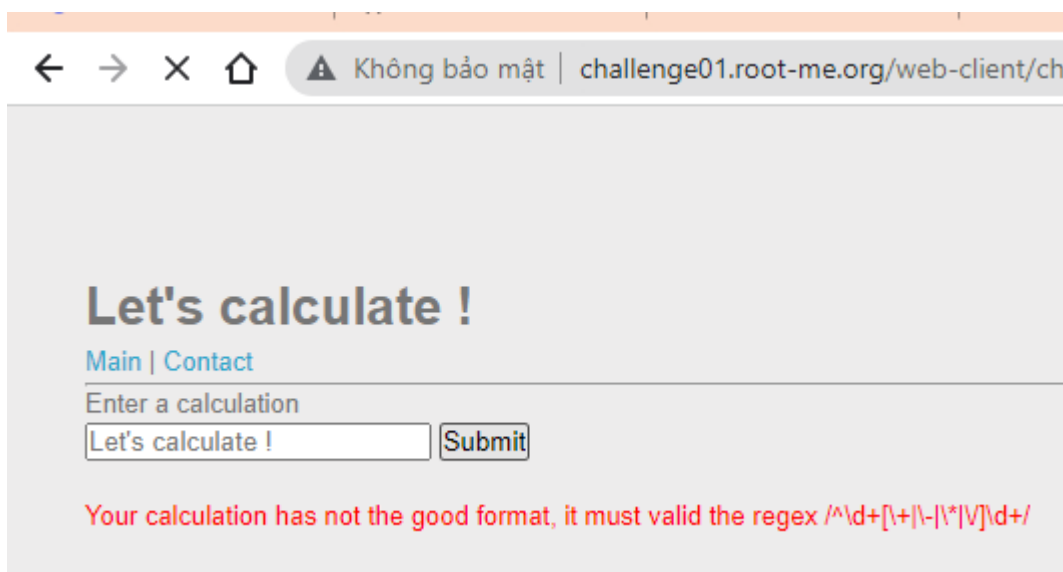 Không bảo mật | challenge01.root-me.org/web-client/ch
Let's calculate !
Main | Contact
Enter a calculation
Let's calculate ! Submit
Your calculation has not the good format, it must valid the regex /^\d+[\+|\-|\*|\/]\d+/